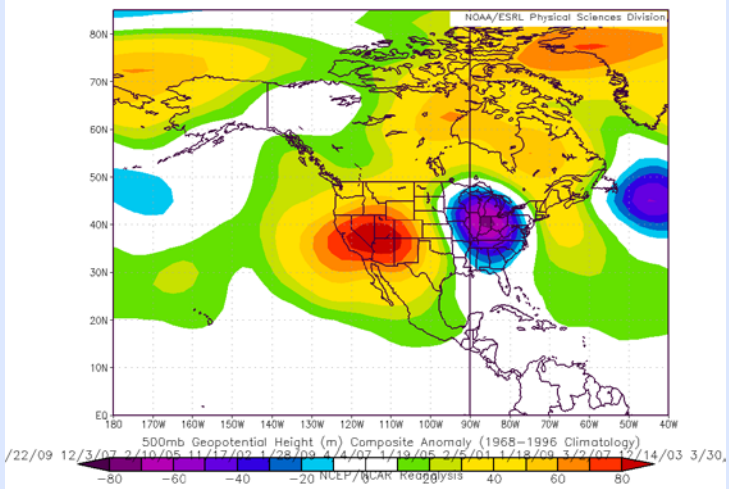 NOAA/ESRL Physical Sciences Division
80N
70N
60N
50N
40N
30N
20N
10N
EQ
180 170W 160W 150W 140W 130W 120W 110W 100W 90W 80W 70W 60W 50W 40W
500mb Geopotential Height (m) Composite Anomaly (1968-1996 Climatology)
/22/09 12/3/07 2/10/05 11/17/02 1/28/09 4/4/07 1/19/05 2/5/01 1/18/09 3/2/07 12/14/03 3/30,
NCEP/NCAR Reanalysis
-80 -60 -40 -20 0 20 40 60 80